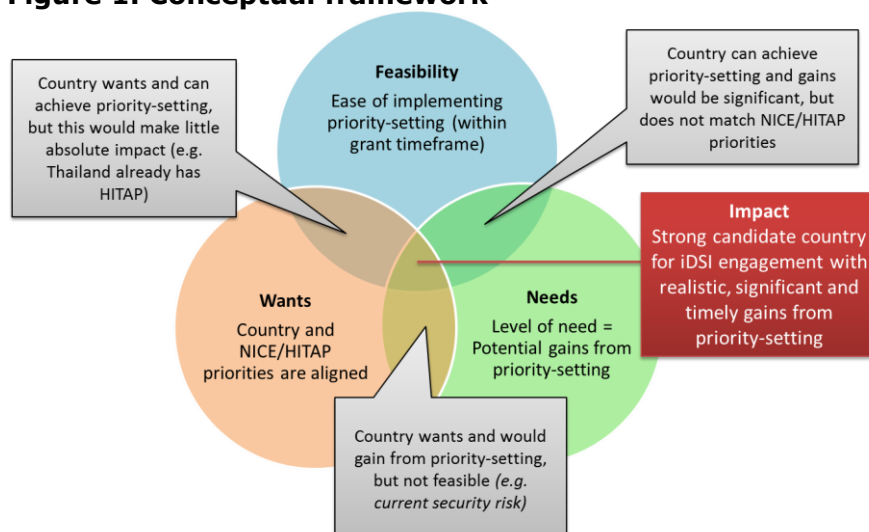 Figure 1: Conceptual framework
Feasibility
Ease of implementing
priority-setting (within
grant timeframe)
Country wants and can
achieve priority-setting,
but this would make little
absolute impact (e.g.
Thailand already has
HITAP)
Country can achieve
priority-setting and gains
would be significant, but
does not match NICE/HITAP
priorities
Impact
Strong candidate country
for iDSI engagement with
realistic, significant and
timely gains from
priority-setting
Wants
Country and
NICE/HITAP
priorities are aligned
Needs
Level of need =
Potential gains from
priority-setting
Country wants and would
gain from priority-setting,
but not feasible (e.g.
current security risk)